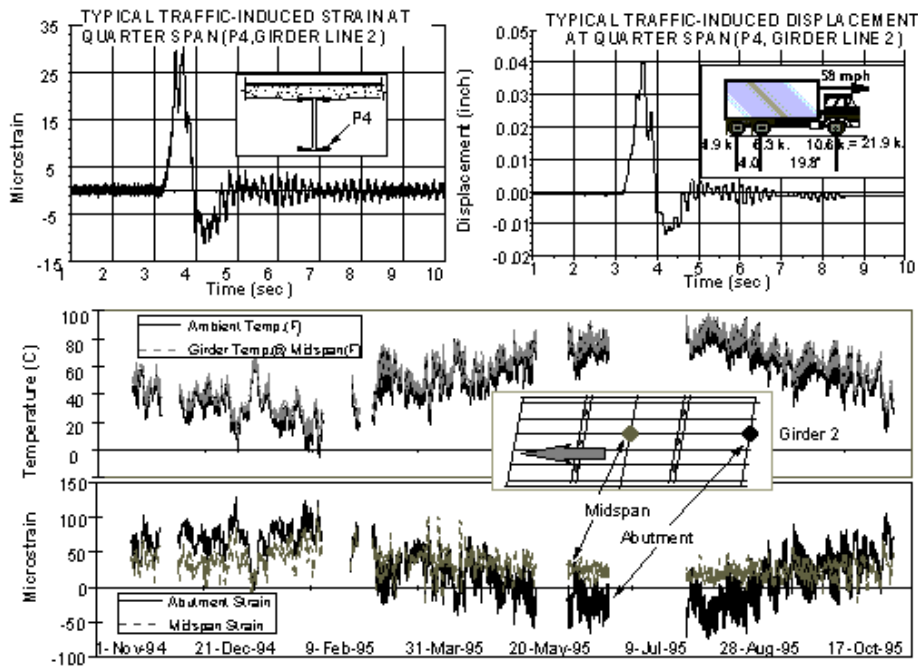 TYPICAL TRAFFIC-INDUCED STRAIN AT
QUARTER SPAN (P4,GIRDER LINE 2)
35
25
15
5
-5
-15
Microstrain
P4
1 2 3 4 5 6 7 8 9 10
Time (sec)
TYPICAL TRAFFIC-INDUCED DISPLACEMENT
AT QUARTER SPAN (P4, GIRDER LINE 2)
0.05
0.04
0.03
0.02
0.01
0.00
-0.01
-0.02
Displacement (inch)
58 mph
4.9 k. 6.3 k. 10.6 k. = 21.9 k.
4.0' 19.8'
1 2 3 4 5 6 7 8 9 10
Time (sec)
100
80
60
40
20
0
Temperature (C)
Ambient Temp.(F)
Girder Temp.@ Midspan(F)
Girder 2
Midspan
Abutment
150
100
50
0
-50
-100
Microstrain
Abutment Strain
Midspan Strain
1-Nov-94 21-Dec-94 9-Feb-95 31-Mar-95 20-May-95 9-Jul-95 28-Aug-95 17-Oct-95